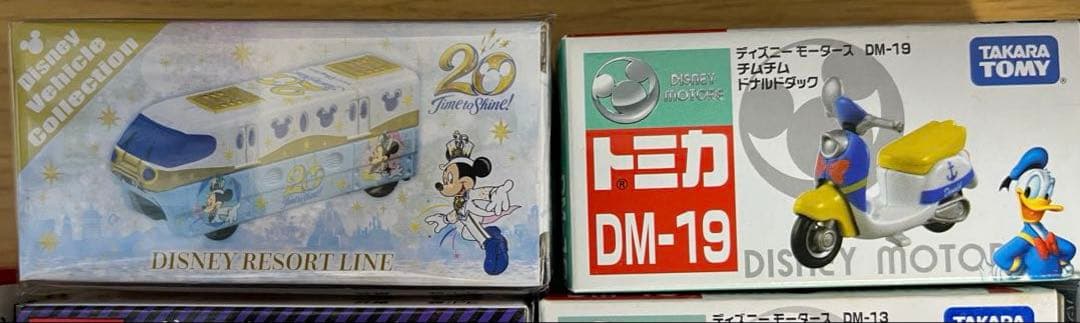 Disney
Vehicle
Collection
20
Time to Shine!
20
DISNEY RESORT LINE
DISNEY
MOTORS
ディズニー モータース DM-19
チムチム
ドナルドダック
TAKARA
TOMY
トミカ
DM-19
DISNEY MOTOR
ディズニー モータース DM-13
TAKARA